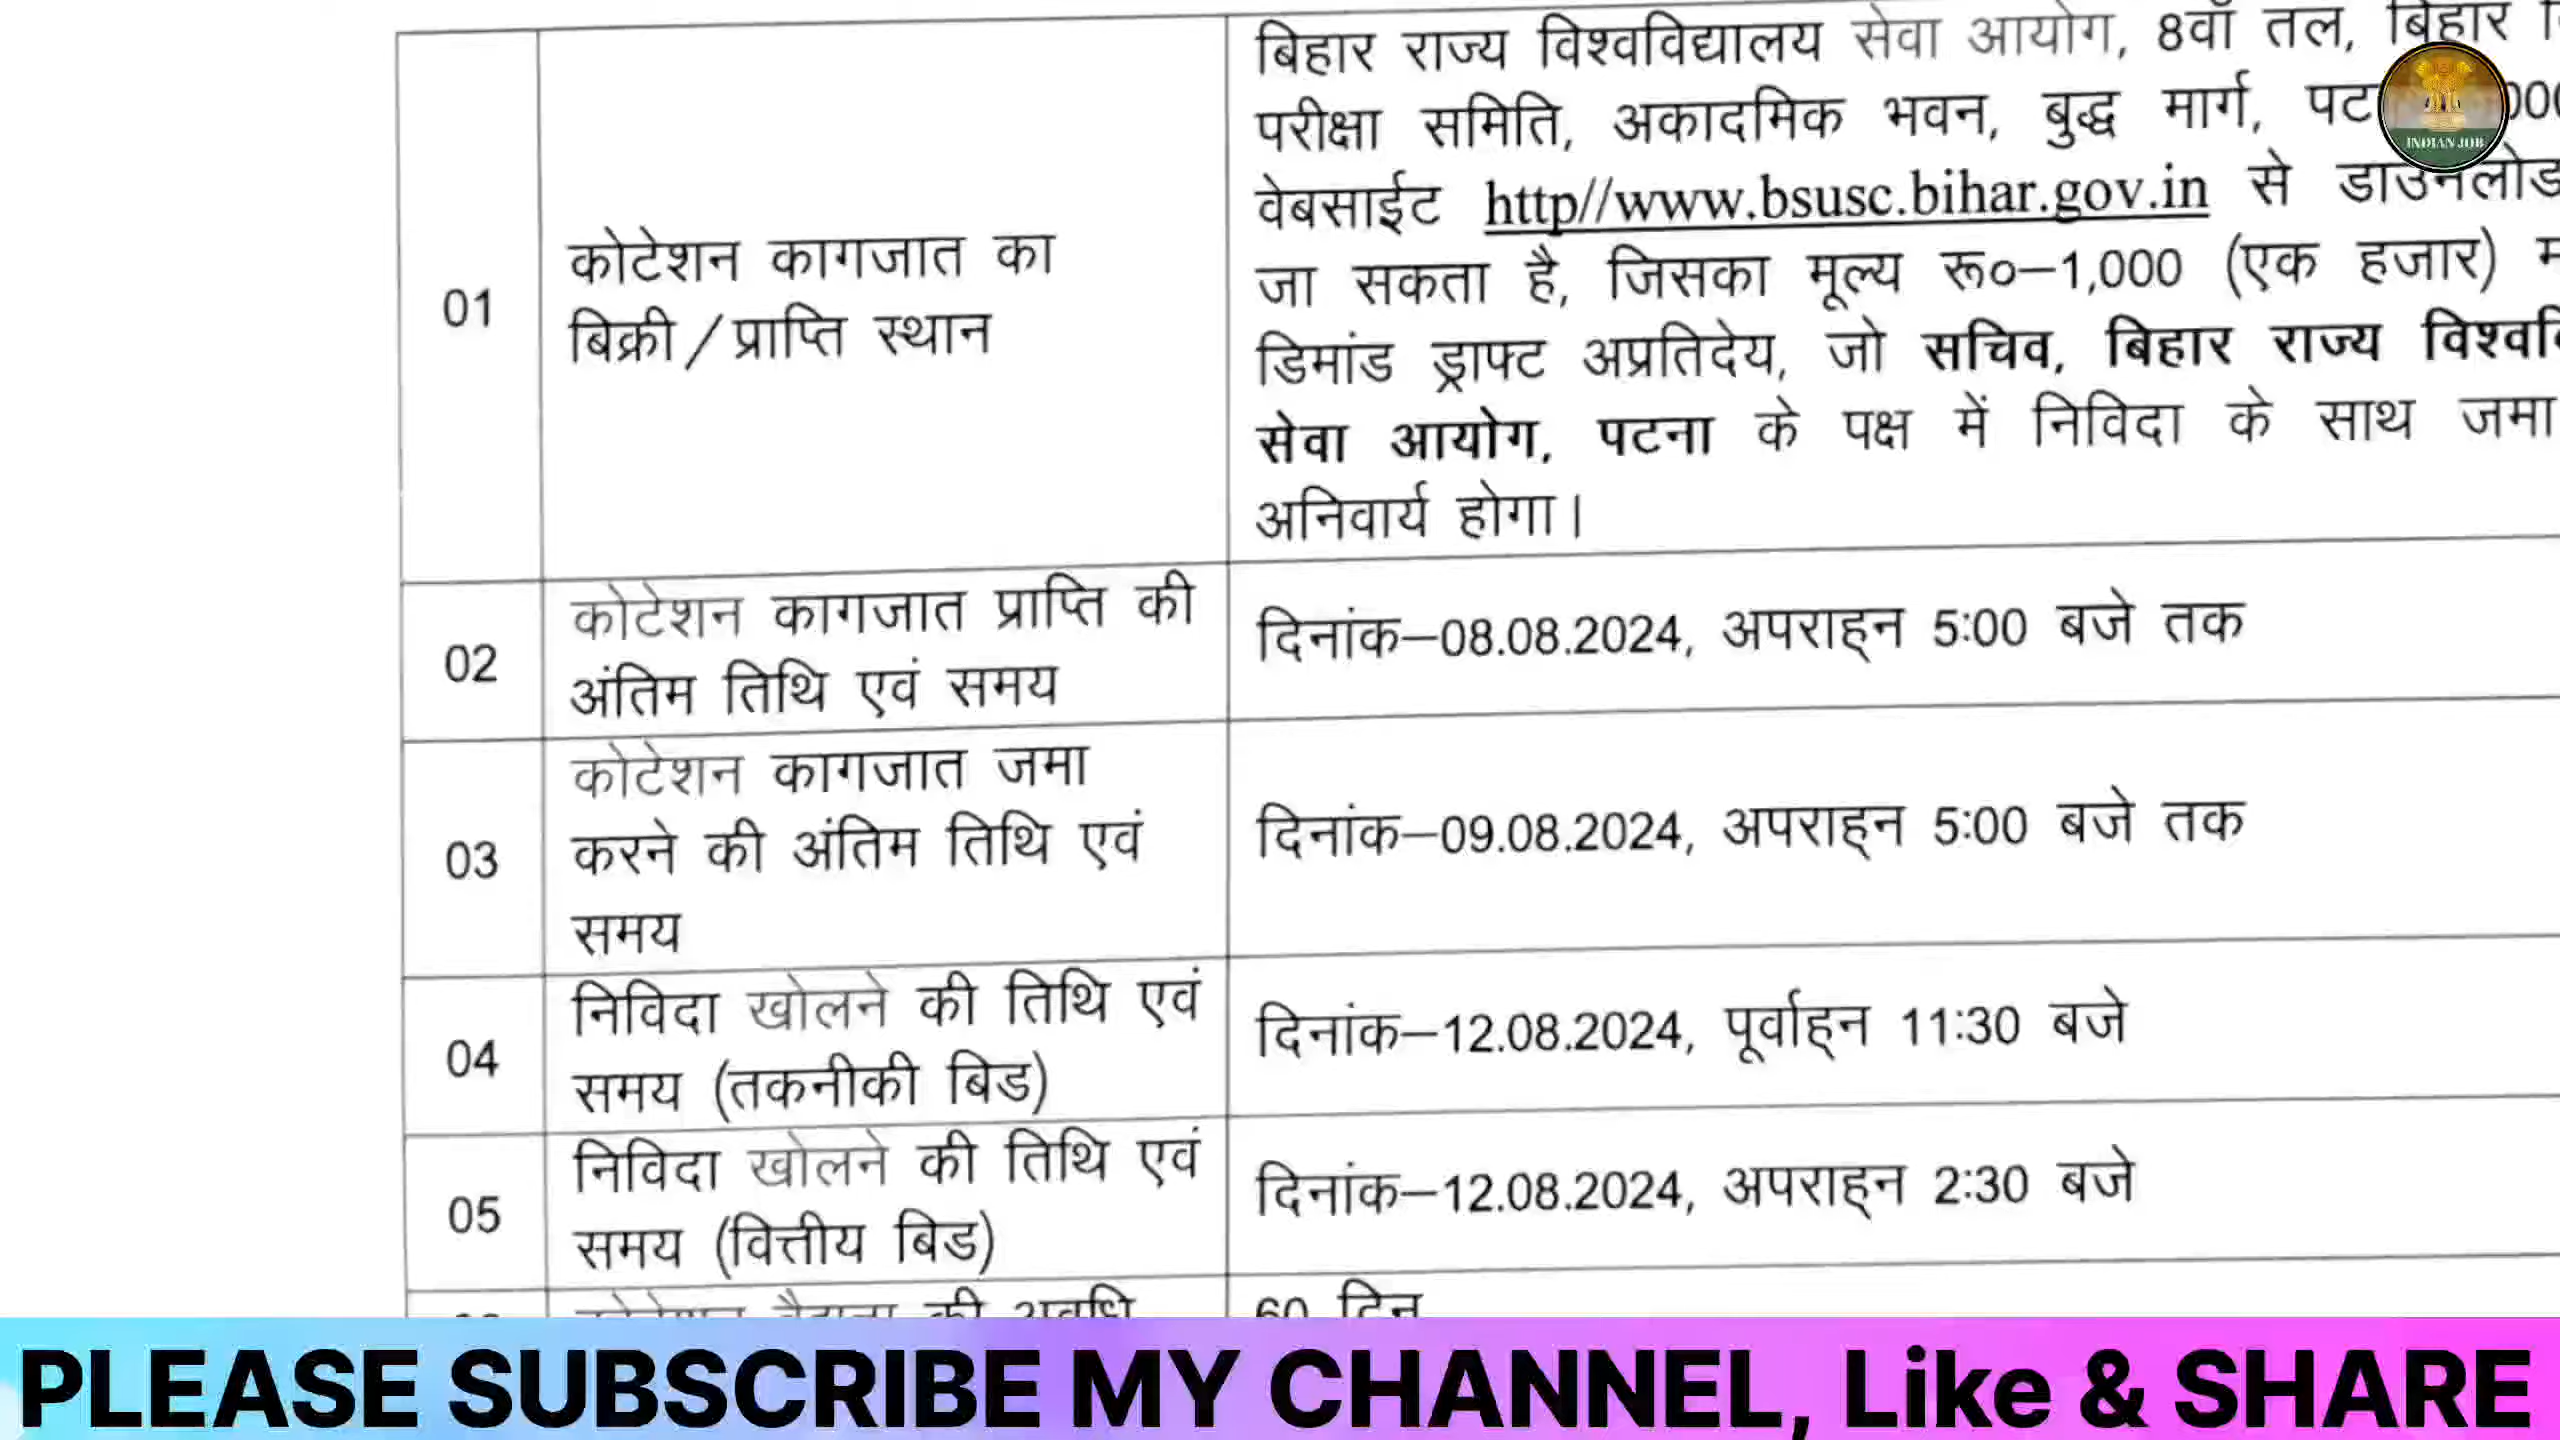 बिहार राज्य विश्वविद्यालय सेवा आयोग, 8वाँ तल, बिहार
परीक्षा समिति, अकादमिक भवन, बुद्ध मार्ग,
INDIAN JOB
वेबसाईट http//www.bsusc.bihar.gov.in से डाउनलोड
जा सकता है, जिसका मूल्य रू०–1,000 (एक हजार)
डिमांड ड्राफ्ट अप्रतिदेय, जो सचिव, बिहार राज्य
सेवा आयोग, पटना के पक्ष में निविदा के साथ जमा
अनिवार्य होगा।
01
कोटेशन कागजात का
बिक्री/प्राप्ति स्थान
02
कोटेशन कागजात प्राप्ति की
अंतिम तिथि एवं समय
दिनांक–08.08.2024, अपराह्न 5:00 बजे तक
03
कोटेशन कागजात जमा
करने की अंतिम तिथि एवं
समय
दिनांक–09.08.2024, अपराह्न 5:00 बजे तक
04
निविदा खोलने की तिथि एवं
समय (तकनीकी बिड)
दिनांक–12.08.2024, पूर्वाह्न 11:30 बजे
05
निविदा खोलने की तिथि एवं
समय (वित्तीय बिड)
दिनांक–12.08.2024, अपराह्न 2:30 बजे
की अवधि
60 दिन
PLEASE SUBSCRIBE MY CHANNEL, Like & SHARE